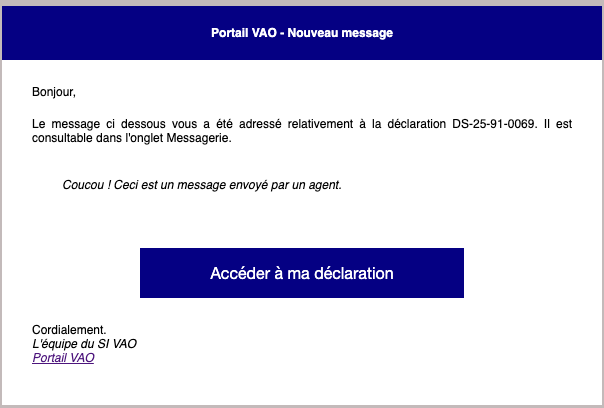 Portail VAO - Nouveau message
Bonjour,
Le message ci dessous vous a été adressé relativement à la déclaration DS-25-91-0069. Il est
consultable dans l'onglet Messagerie.
Coucou ! Ceci est un message envoyé par un agent.
Accéder à ma déclaration
Cordialement.
L'équipe du SI VAO
Portail VAO